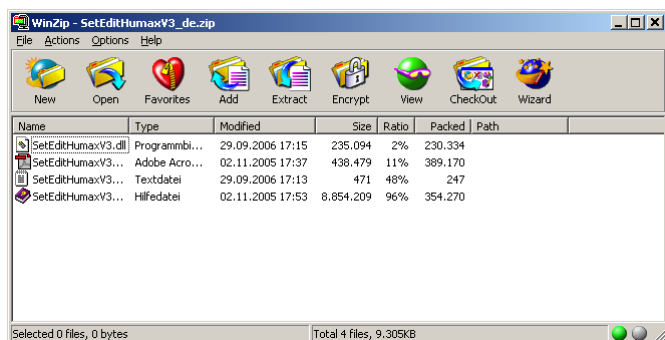 WinZip - SetEditHumaxV3_de.zip
File Actions Options Help
New Open Favorites Add Extract Encrypt View CheckOut Wizard
Name Type Modified Size Ratio Packed Path
SetEditHumaxV3.dll Programmbi... 29.09.2006 17:15 235.094 2% 230.334
SetEditHumaxV3... Adobe Acro... 02.11.2005 17:37 438.479 11% 389.170
SetEditHumaxV3... Textdatei 29.09.2006 17:13 471 48% 247
SetEditHumaxV3... Hilfedatei 02.11.2005 17:53 8.854.209 96% 354.270
Selected 0 files, 0 bytes Total 4 files, 9.305KB